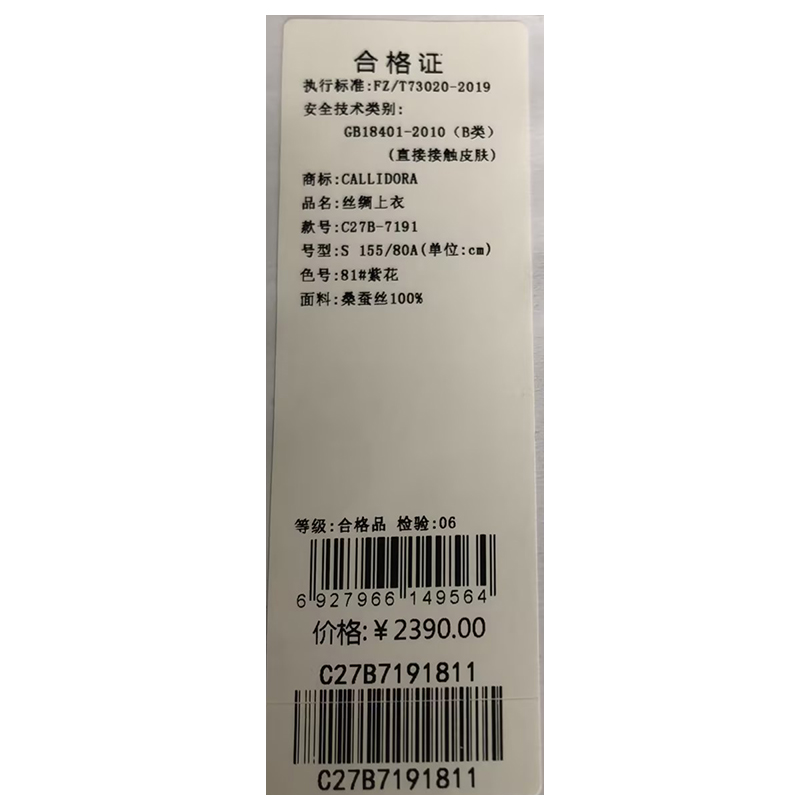 合格证
执行标准:FZ/T73020-2019
安全技术类别:
GB18401-2010（B类）
(直接接触皮肤)
商标:CALLIDORA
品名:丝绸上衣
款号:C27B-7191
号型:S 155/80A(单位:cm)
色号:81#紫花
面料:桑蚕丝100%
等级:合格品 检验:06
6 927966 149564
价格:￥2390.00
C27B7191811
C27B7191811